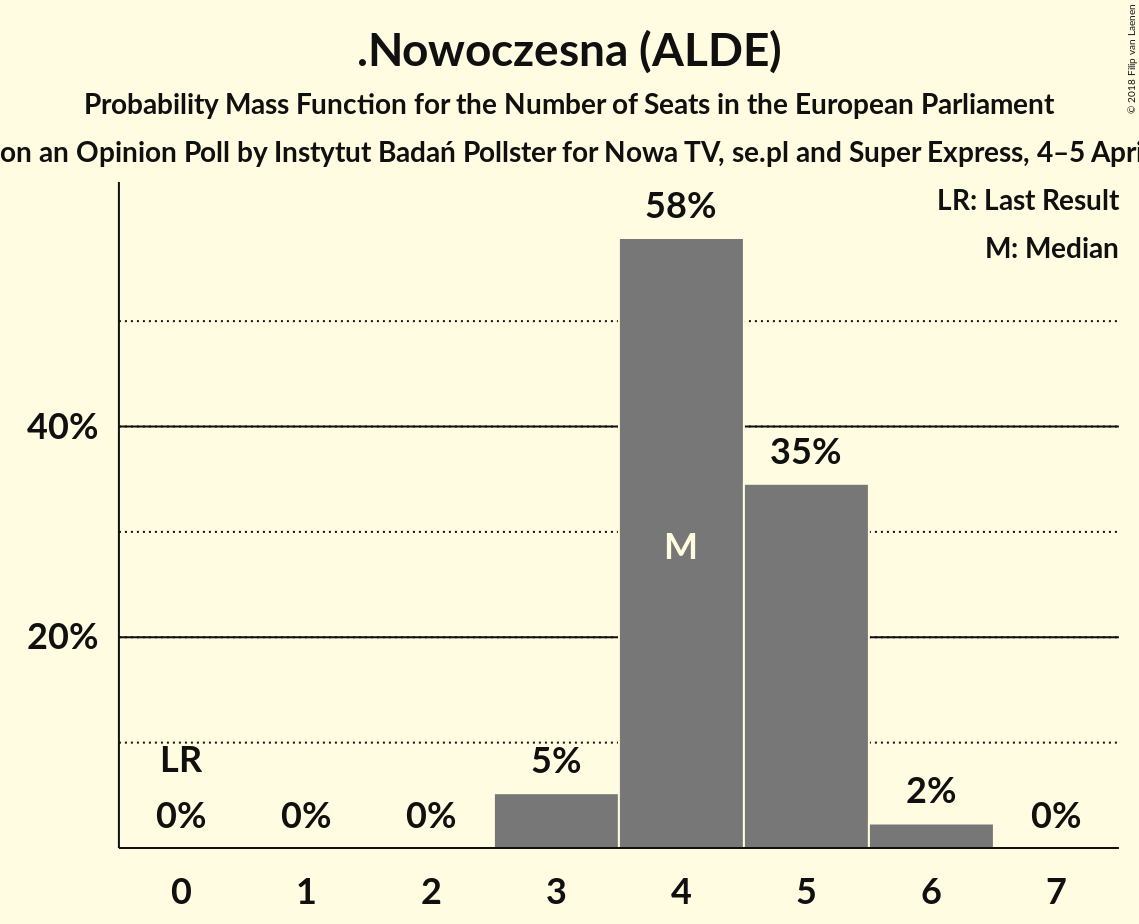 .Nowoczesna (ALDE)
Probability Mass Function for the Number of Seats in the European Parliament
on an Opinion Poll by Instytut Badań Pollster for Nowa TV, se.pl and Super Express, 4–5 Apri
© 2018 Filip van Laenen
LR: Last Result
M: Median
58%
40%
35%
M
20%
LR
5%
2%
0% 0% 0% 0%
0 1 2 3 4 5 6 7